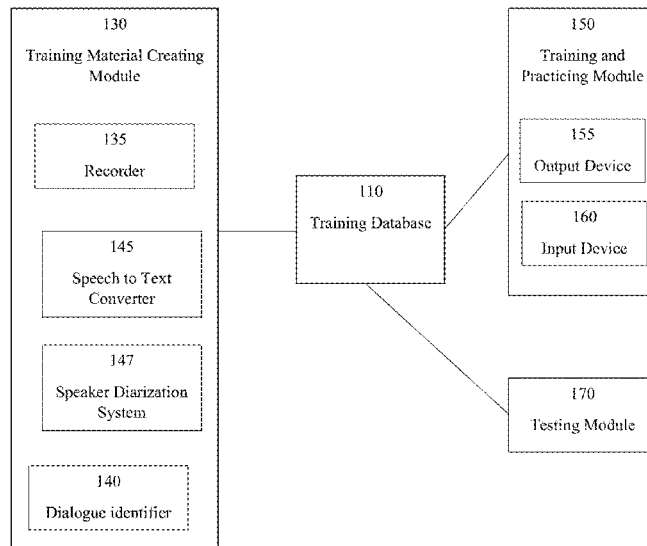 130
Training Material Creating
Module
135
Recorder
145
Speech to Text
Converter
147
Speaker Diarization
System
140
Dialogue identifier
110
Training Database
150
Training and
Practicing Module
155
Output Device
160
Input Device
170
Testing Module